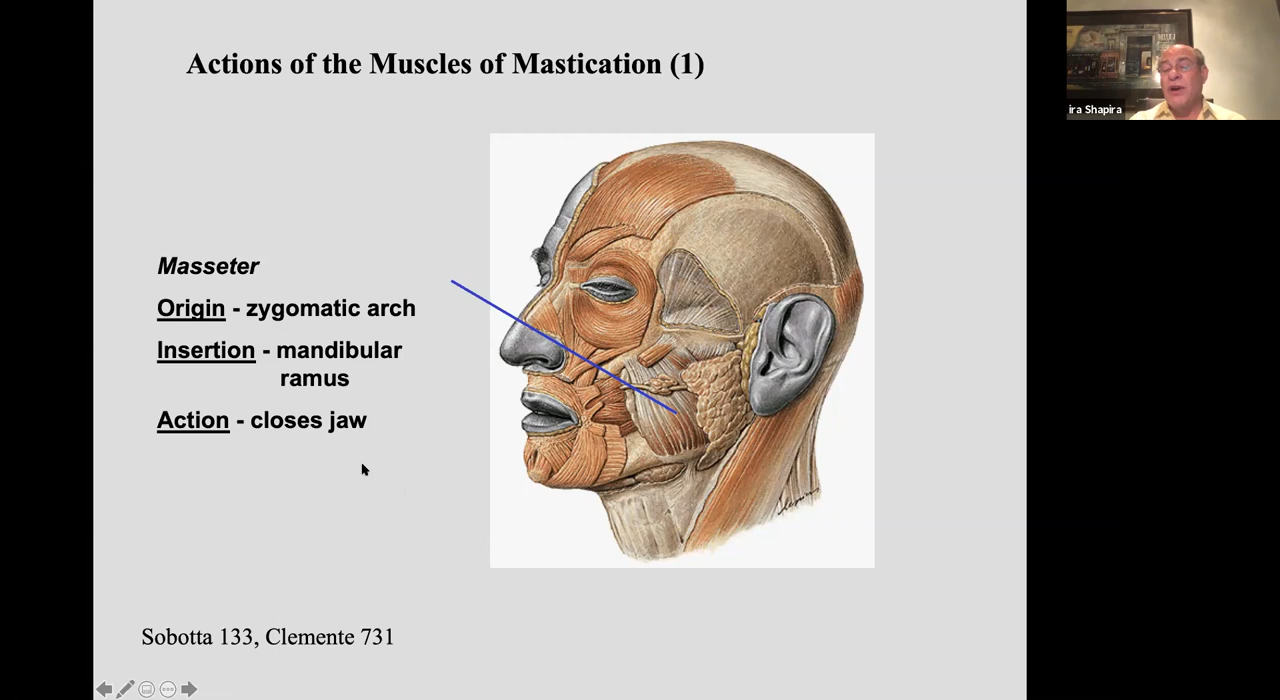 Actions of the Muscles of Mastication (1)
ira Shapira
Masseter
Origin - zygomatic arch
Insertion - mandibular
ramus
Action - closes jaw
Sobotta 133, Clemente 731